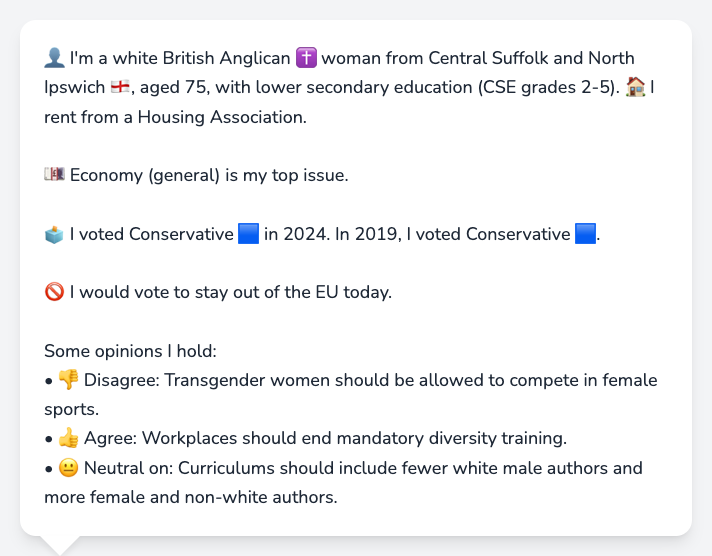 👤 I'm a white British Anglican ✝️ woman from Central Suffolk and North
Ipswich 🏴󠁧󠁢󠁥󠁮󠁧󠁿, aged 75, with lower secondary education (CSE grades 2-5). 🏠 I
rent from a Housing Association.
💷 Economy (general) is my top issue.
🗳️ I voted Conservative 🟦 in 2024. In 2019, I voted Conservative 🟦.
🚫 I would vote to stay out of the EU today.
Some opinions I hold:
• 👎 Disagree: Transgender women should be allowed to compete in female
sports.
• 👍 Agree: Workplaces should end mandatory diversity training.
• 😐 Neutral on: Curriculums should include fewer white male authors and
more female and non-white authors.